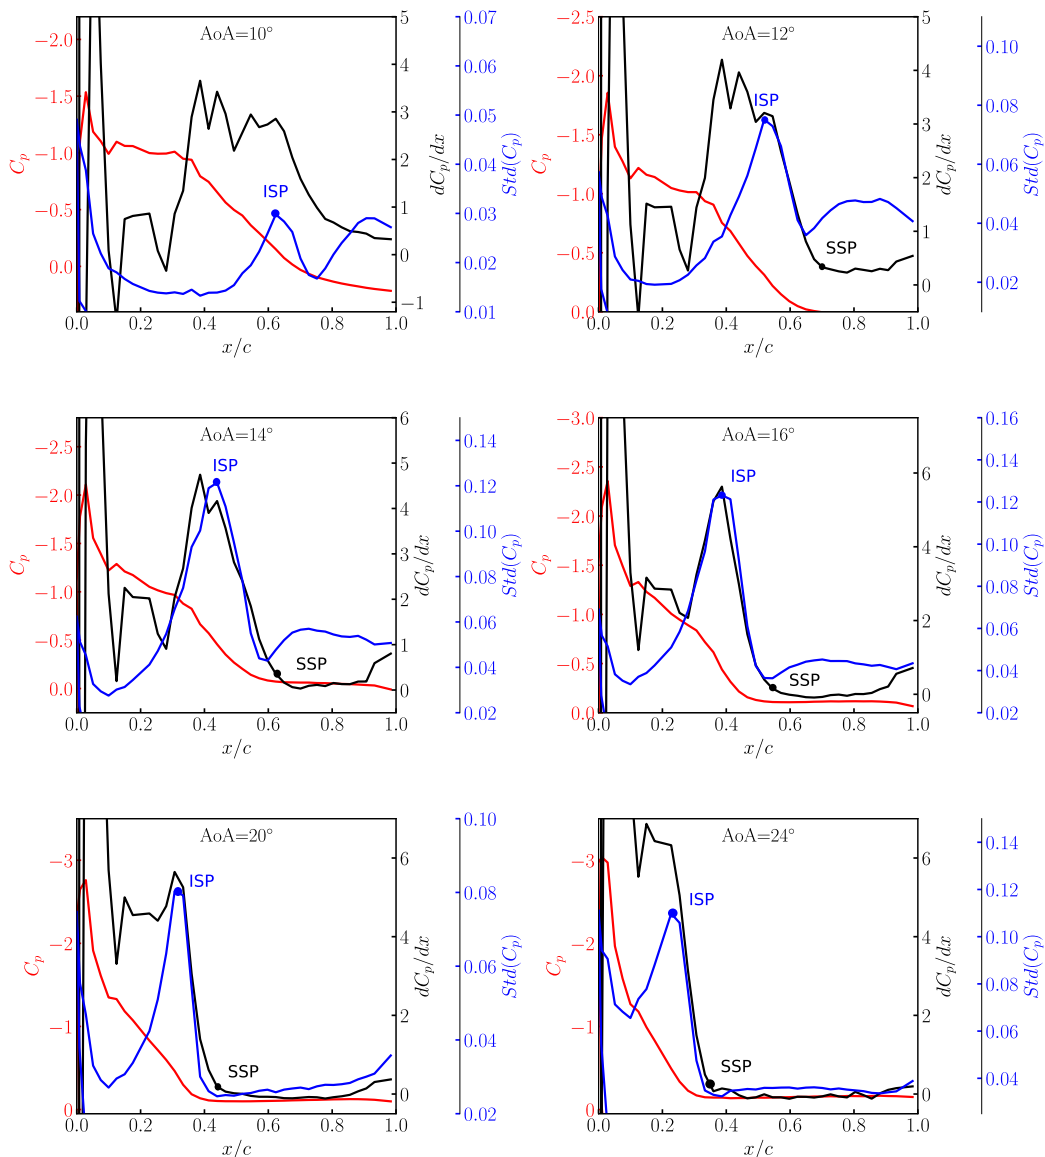 AoA=10°
−2.0
−1.5
−1.0
−0.5
0.0
C_p
5
4
3
2
1
0
−1
dC_p/dx
0.07
0.06
0.05
0.04
0.03
0.02
0.01
Std(C_p)
ISP
0.0 0.2 0.4 0.6 0.8 1.0
x/c
AoA=12°
−2.5
−2.0
−1.5
−1.0
−0.5
0.0
C_p
5
4
3
2
1
0
dC_p/dx
0.10
0.08
0.06
0.04
0.02
Std(C_p)
ISP
SSP
0.0 0.2 0.4 0.6 0.8 1.0
x/c
AoA=14°
−2.5
−2.0
−1.5
−1.0
−0.5
0.0
C_p
6
5
4
3
2
1
0
dC_p/dx
0.14
0.12
0.10
0.08
0.06
0.04
0.02
Std(C_p)
ISP
SSP
0.0 0.2 0.4 0.6 0.8 1.0
x/c
AoA=16°
−3.0
−2.5
−2.0
−1.5
−1.0
−0.5
0.0
C_p
6
4
2
0
dC_p/dx
0.16
0.14
0.12
0.10
0.08
0.06
0.04
0.02
Std(C_p)
ISP
SSP
0.0 0.2 0.4 0.6 0.8 1.0
x/c
AoA=20°
−3
−2
−1
0
C_p
6
4
2
0
dC_p/dx
0.10
0.08
0.06
0.04
0.02
Std(C_p)
ISP
SSP
0.0 0.2 0.4 0.6 0.8 1.0
x/c
AoA=24°
−3
−2
−1
0
C_p
6
4
2
0
dC_p/dx
0.14
0.12
0.10
0.08
0.06
0.04
Std(C_p)
ISP
SSP
0.0 0.2 0.4 0.6 0.8 1.0
x/c